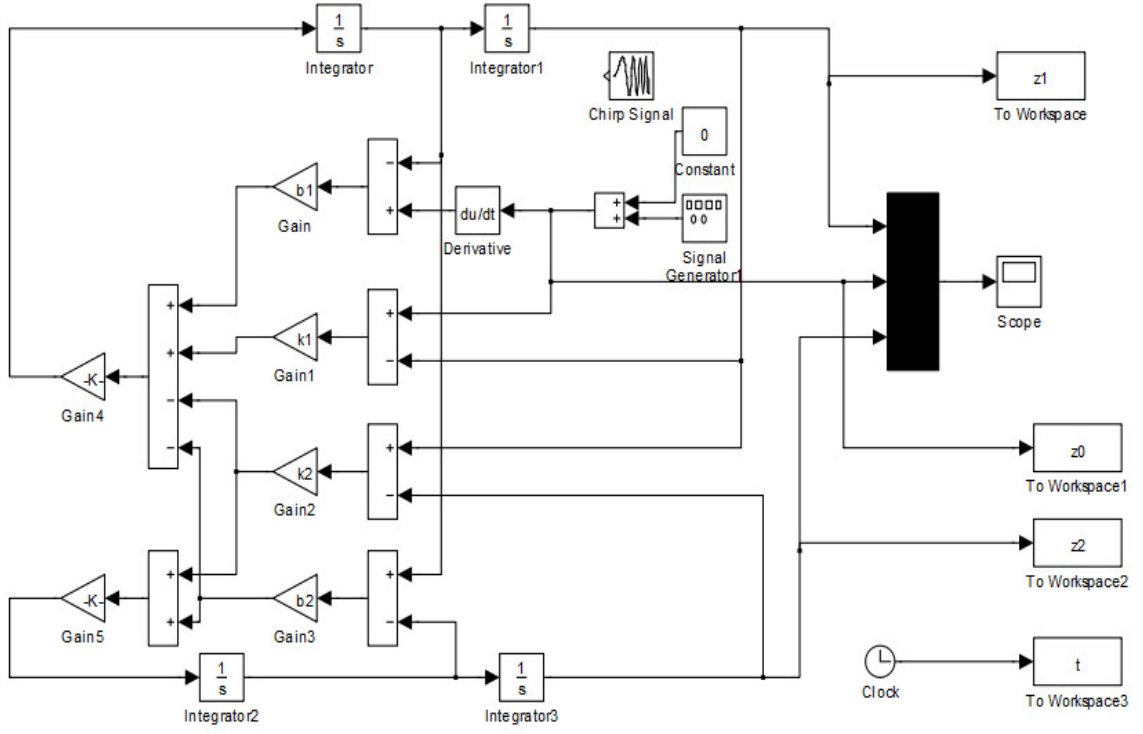 1
s
Integrator
1
s
Integrator1
Chirp Signal
z1
To Workspace
0
Constant
−
+
b1
Gain
du/dt
Derivative
+
+
Signal
Generator1
Scope
+
+
−
−
+
−
k1
Gain1
-K-
Gain4
+
−
k2
Gain2
z0
To Workspace1
z2
To Workspace2
+
+
+
−
b2
Gain3
-K-
Gain5
1
s
Integrator2
1
s
Integrator3
Clock
t
To Workspace3